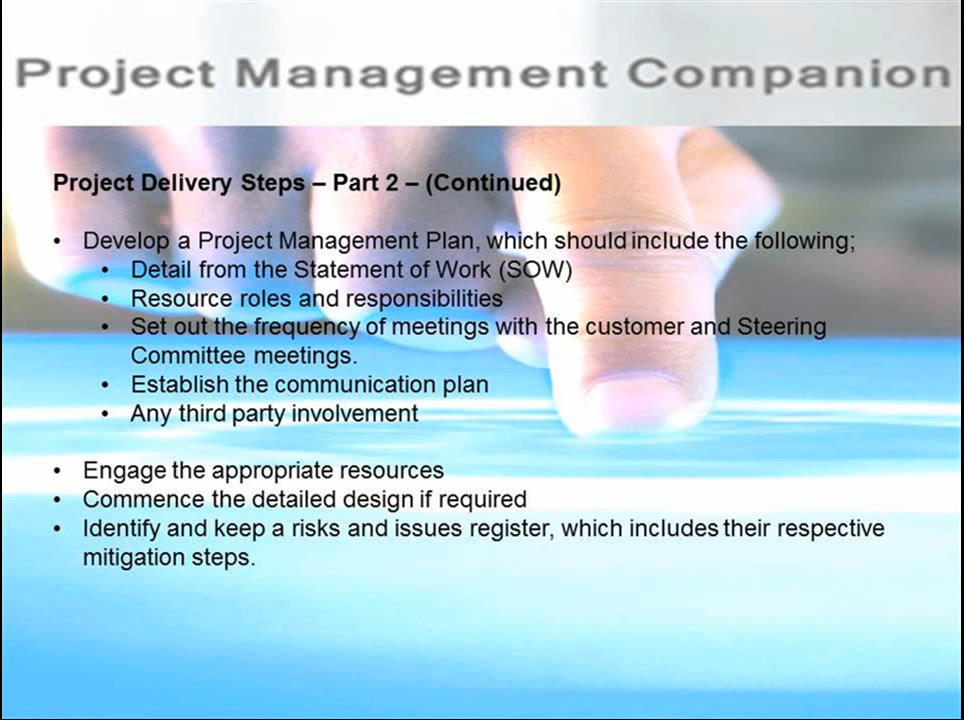 Project Management Companion
Project Delivery Steps – Part 2 – (Continued)
• Develop a Project Management Plan, which should include the following;
• Detail from the Statement of Work (SOW)
• Resource roles and responsibilities
• Set out the frequency of meetings with the customer and Steering
Committee meetings.
• Establish the communication plan
• Any third party involvement
• Engage the appropriate resources
• Commence the detailed design if required
• Identify and keep a risks and issues register, which includes their respective
mitigation steps.